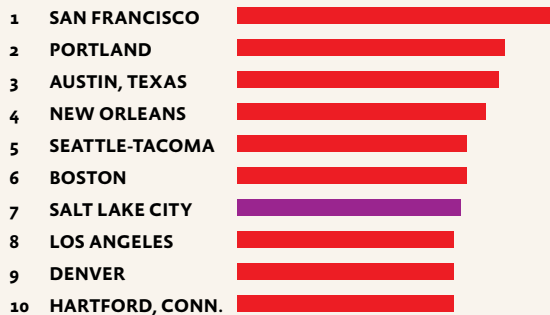 1 SAN FRANCISCO
2 PORTLAND
3 AUSTIN, TEXAS
4 NEW ORLEANS
5 SEATTLE-TACOMA
6 BOSTON
7 SALT LAKE CITY
8 LOS ANGELES
9 DENVER
10 HARTFORD, CONN.